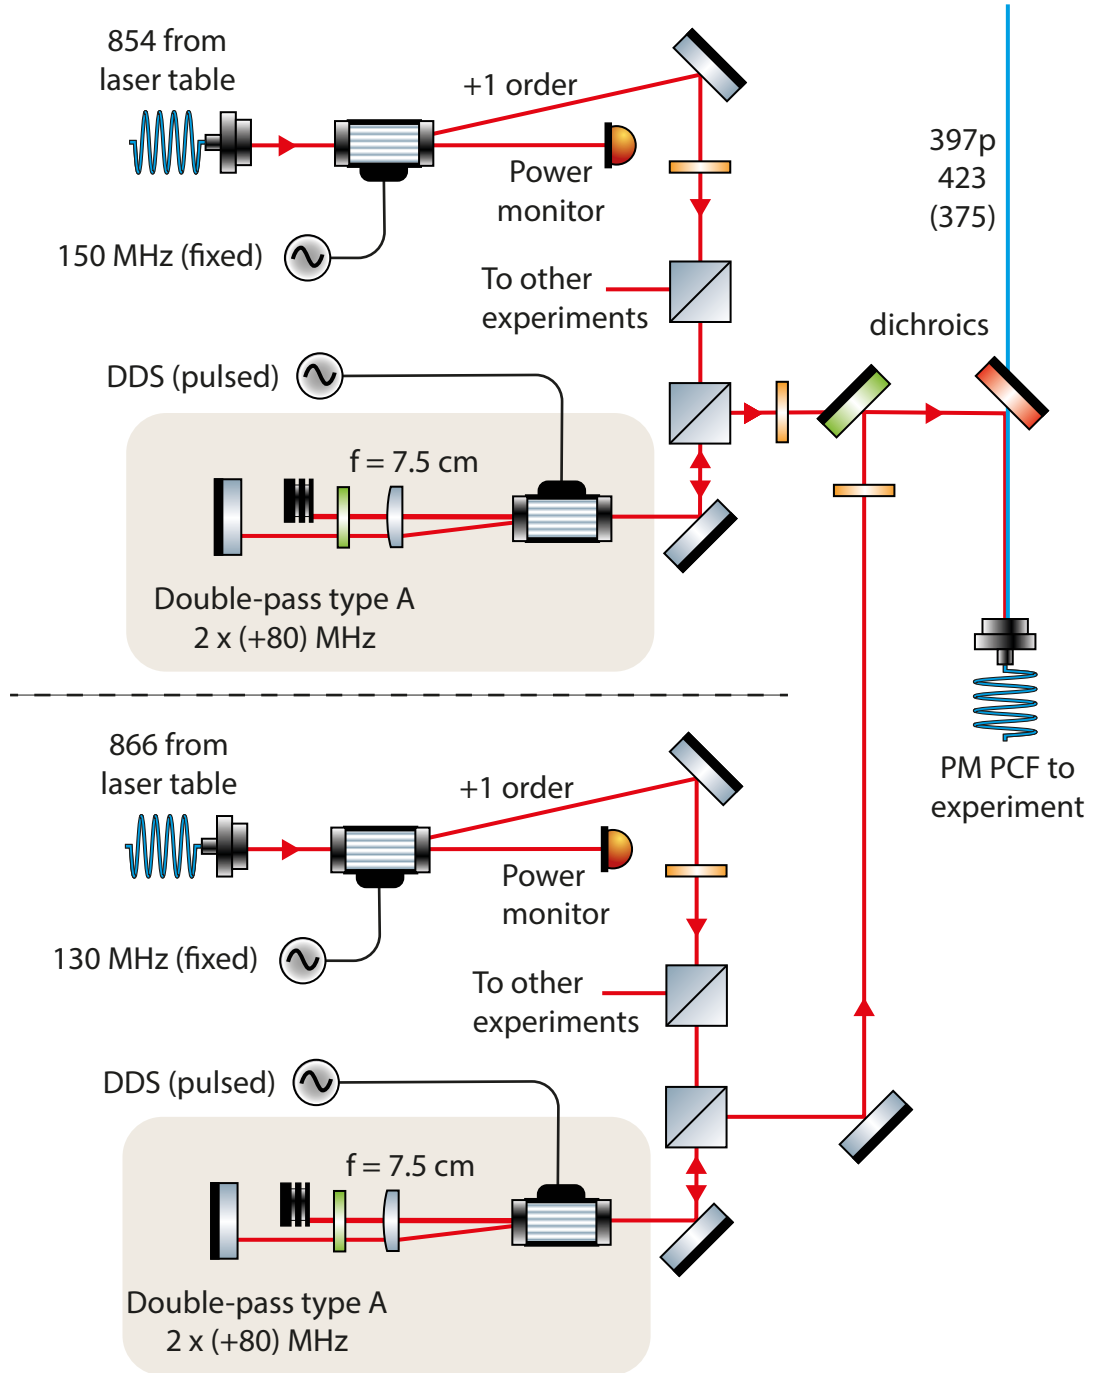 854 from
laser table
+1 order
Power
monitor
150 MHz (fixed)
To other
experiments
397p
423
(375)
dichroics
DDS (pulsed)
f = 7.5 cm
Double-pass type A
2 x (+80) MHz
PM PCF to
experiment
866 from
laser table
+1 order
Power
monitor
130 MHz (fixed)
To other
experiments
DDS (pulsed)
f = 7.5 cm
Double-pass type A
2 x (+80) MHz